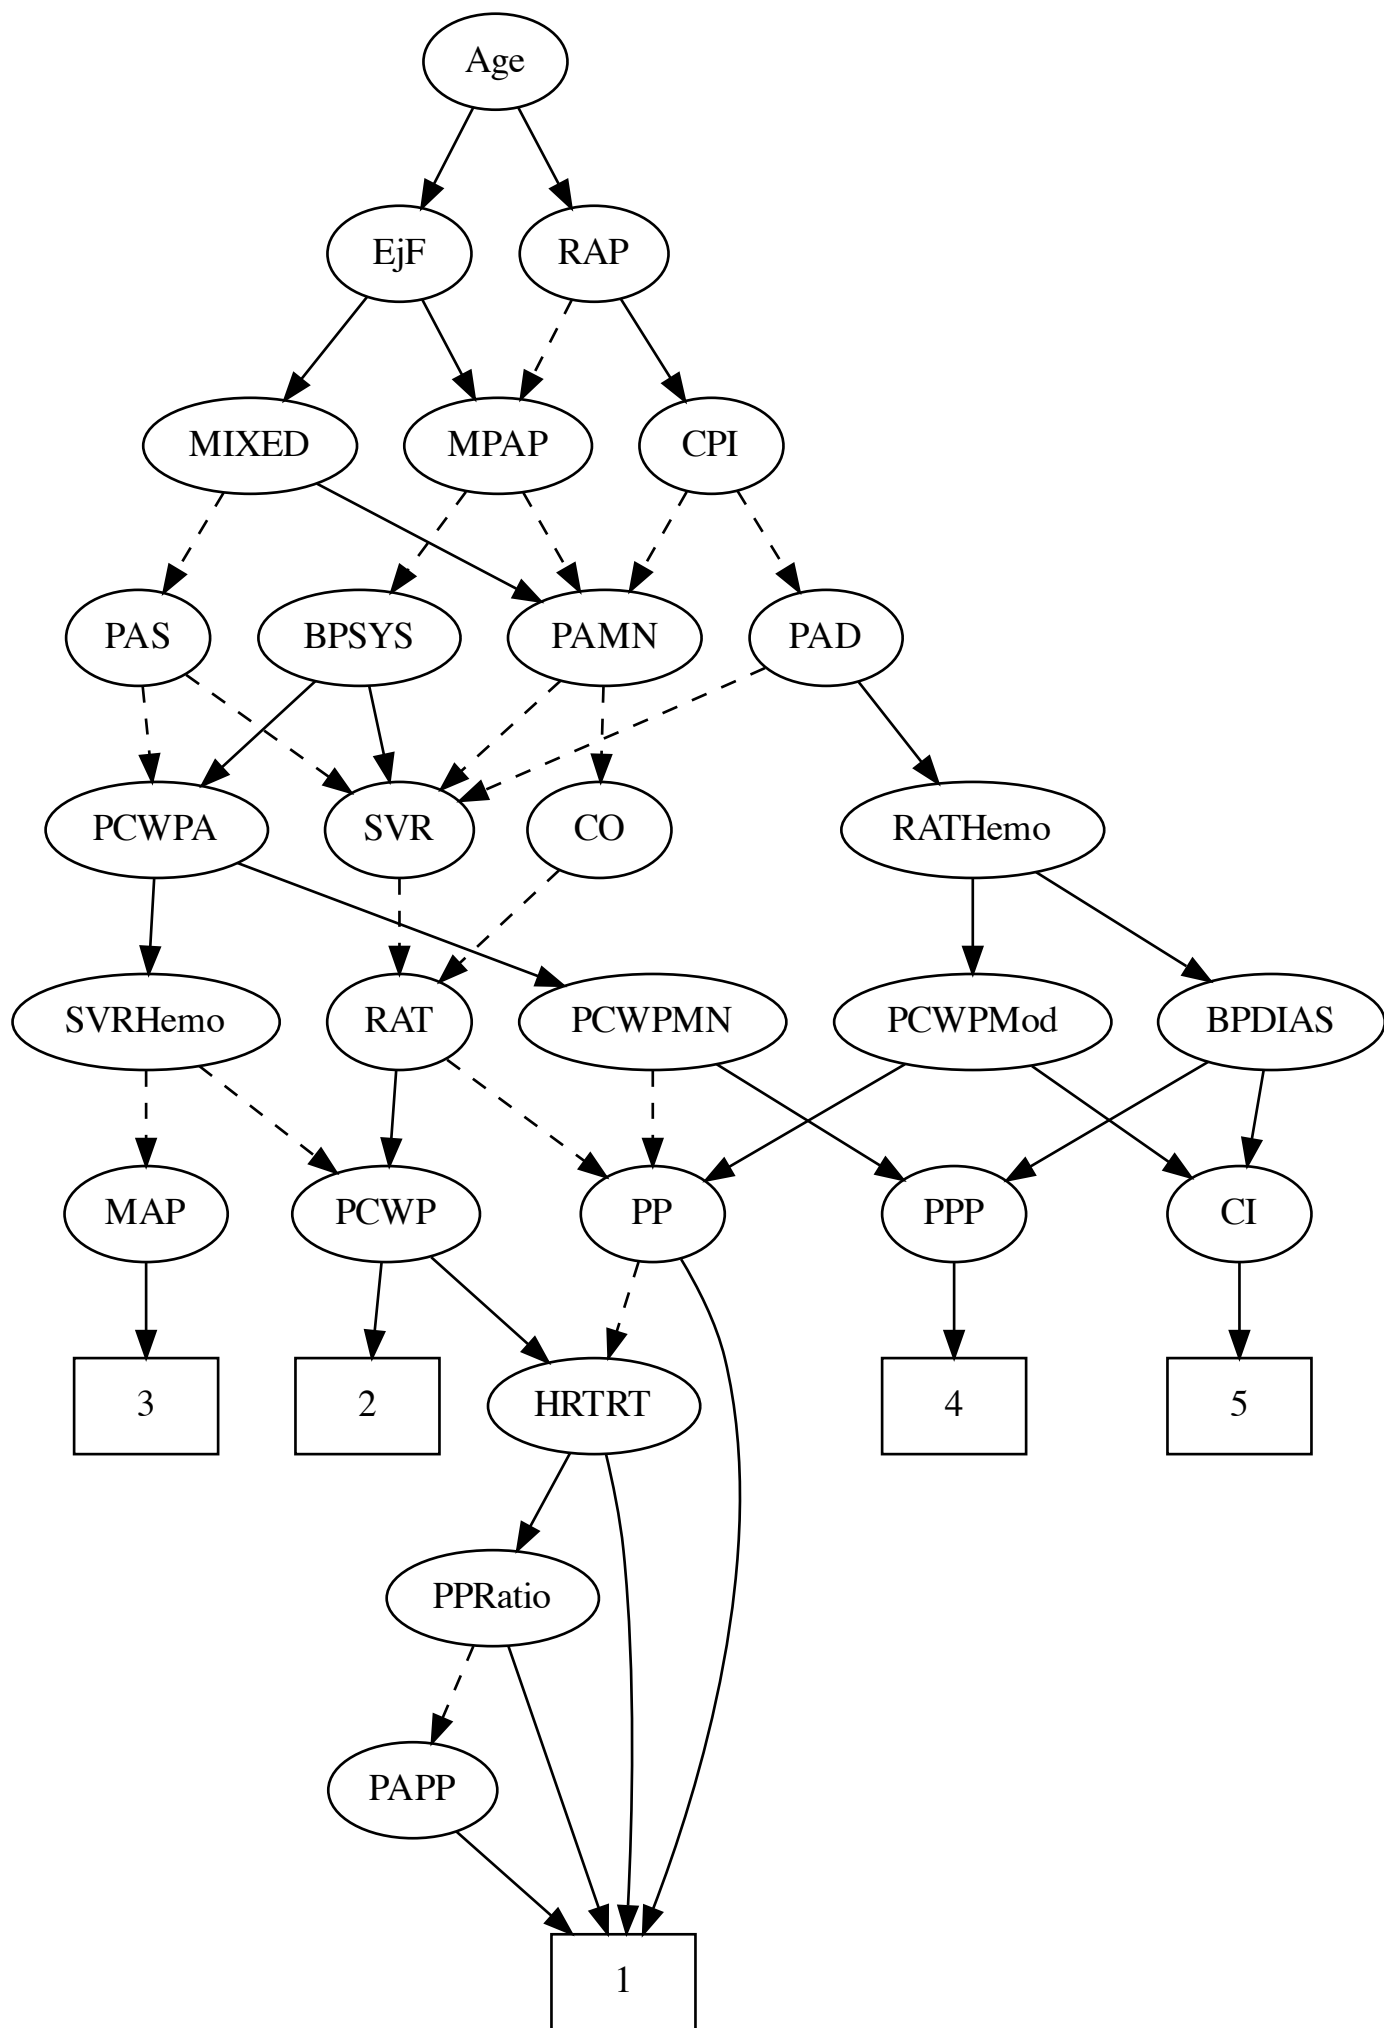 Age
EjF
RAP
MIXED
MPAP
CPI
PAS
BPSYS
PAMN
PAD
PCWPA
SVR
CO
RATHemo
SVRHemo
RAT
PCWPMN
PCWPMod
BPDIAS
MAP
PCWP
PP
PPP
CI
3
2
HRTRT
4
5
PPRatio
PAPP
1